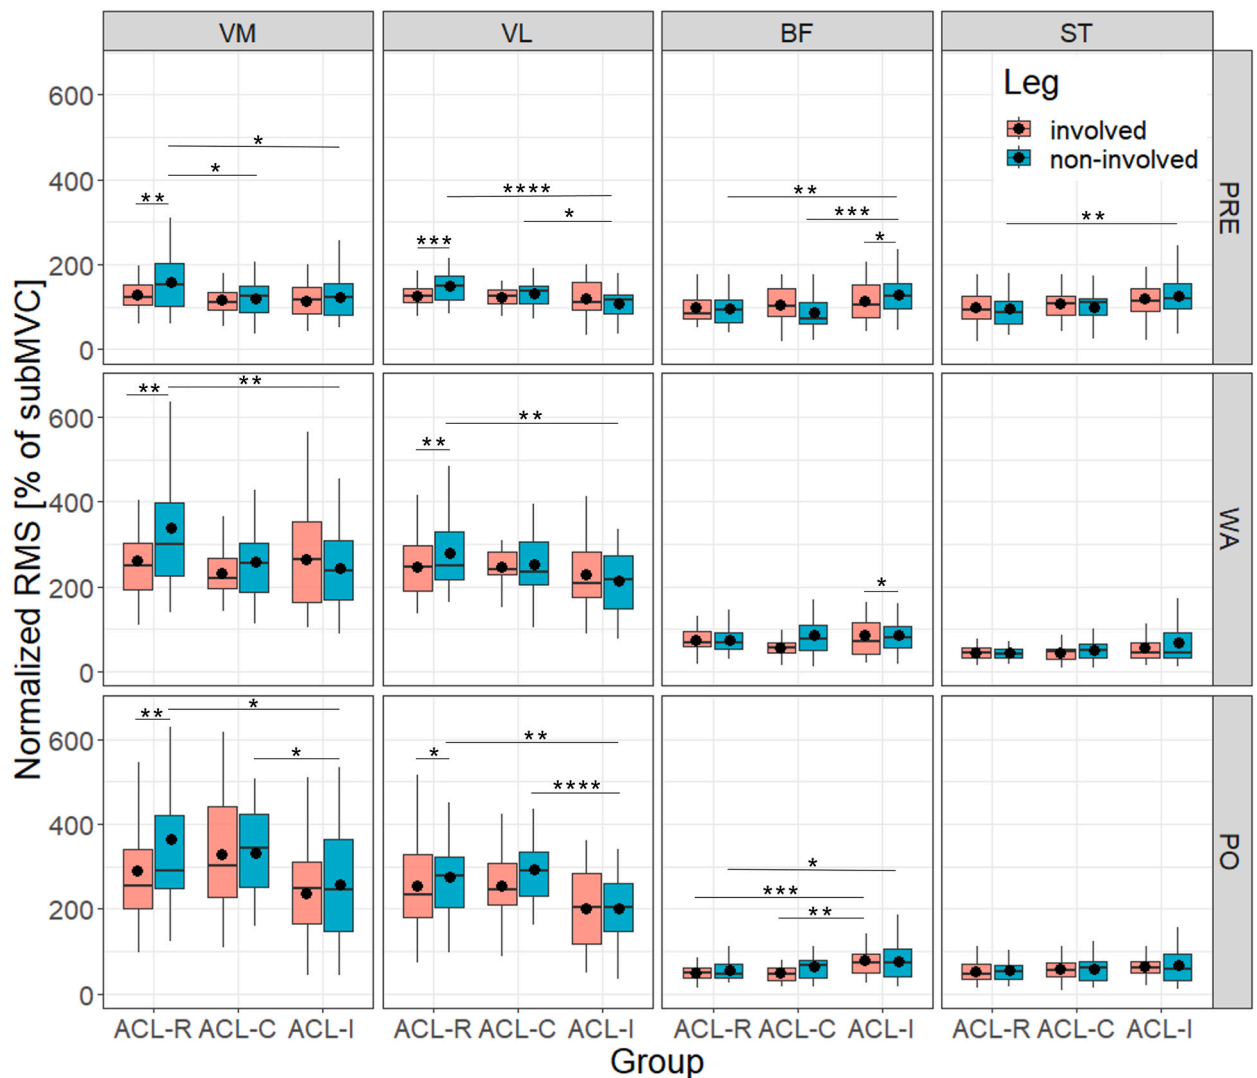 VM VL BF ST
Leg
involved
non-involved
600
400
200
0
* * **
**** * ***
** *** *
**
PRE
600
400
200
0
** **
** **
*
WA
600
400
200
0
** * *
* ** ****
* *** **
PO
ACL-R ACL-C ACL-I ACL-R ACL-C ACL-I ACL-R ACL-C ACL-I ACL-R ACL-C ACL-I
Group
Normalized RMS [% of subMVC]